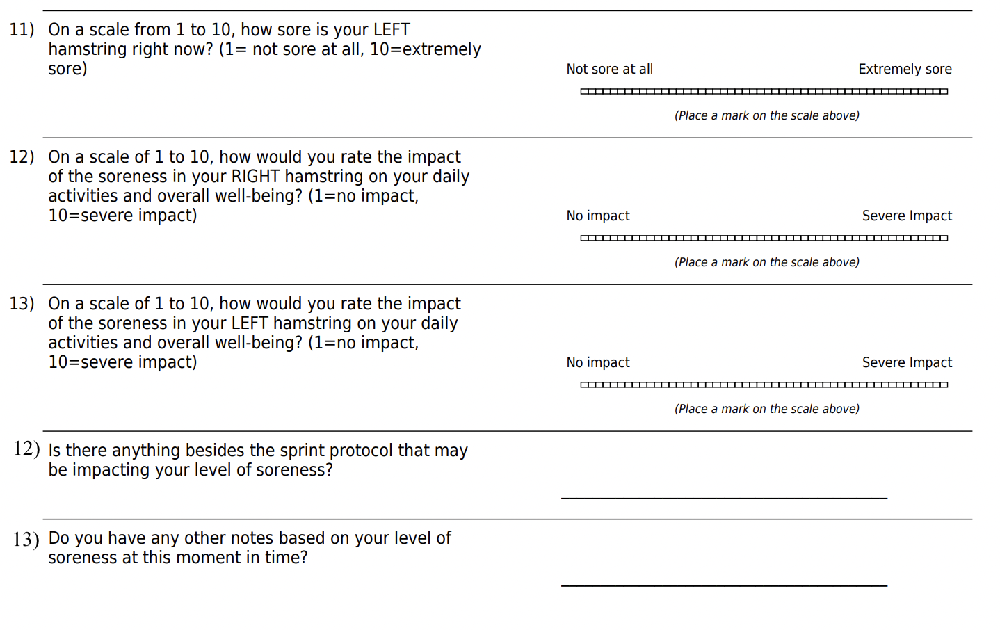 11) On a scale from 1 to 10, how sore is your LEFT
hamstring right now? (1= not sore at all, 10=extremely
sore)
Not sore at all Extremely sore
(Place a mark on the scale above)
12) On a scale of 1 to 10, how would you rate the impact
of the soreness in your RIGHT hamstring on your daily
activities and overall well-being? (1=no impact,
10=severe impact)
No impact Severe Impact
(Place a mark on the scale above)
13) On a scale of 1 to 10, how would you rate the impact
of the soreness in your LEFT hamstring on your daily
activities and overall well-being? (1=no impact,
10=severe impact)
No impact Severe Impact
(Place a mark on the scale above)
12) Is there anything besides the sprint protocol that may
be impacting your level of soreness?
13) Do you have any other notes based on your level of
soreness at this moment in time?